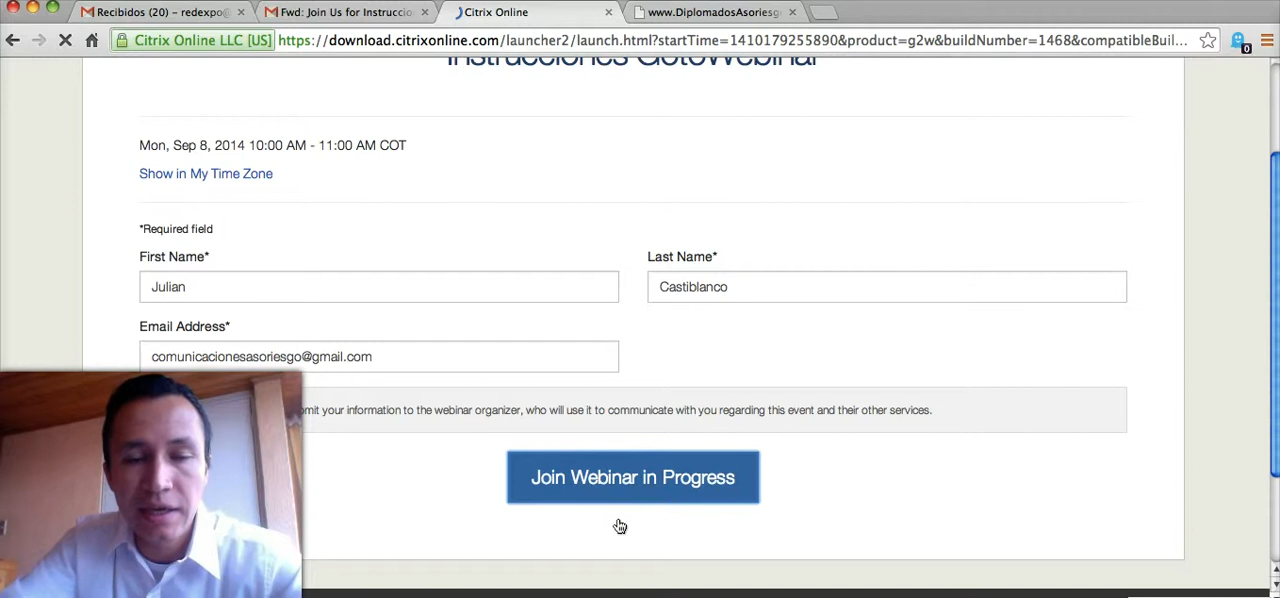 Recibidos (20) – redexpo@
Fwd: Join Us for Instruccio
Citrix Online
www.DiplomadosAsoriesg
Citrix Online LLC [US]
https://download.citrixonline.com/launcher2/launch.html?startTime=1410179255890&product=g2w&buildNumber=1468&compatibleBuil...
0
Instrucciones GotoWebinar
Mon, Sep 8, 2014 10:00 AM - 11:00 AM COT
Show in My Time Zone
*Required field
First Name*
Last Name*
Julian
Castiblanco
Email Address*
comunicacionesasoriesgo@gmail.com
your information to the webinar organizer, who will use it to communicate with you regarding this event and their other services.
Join Webinar in Progress